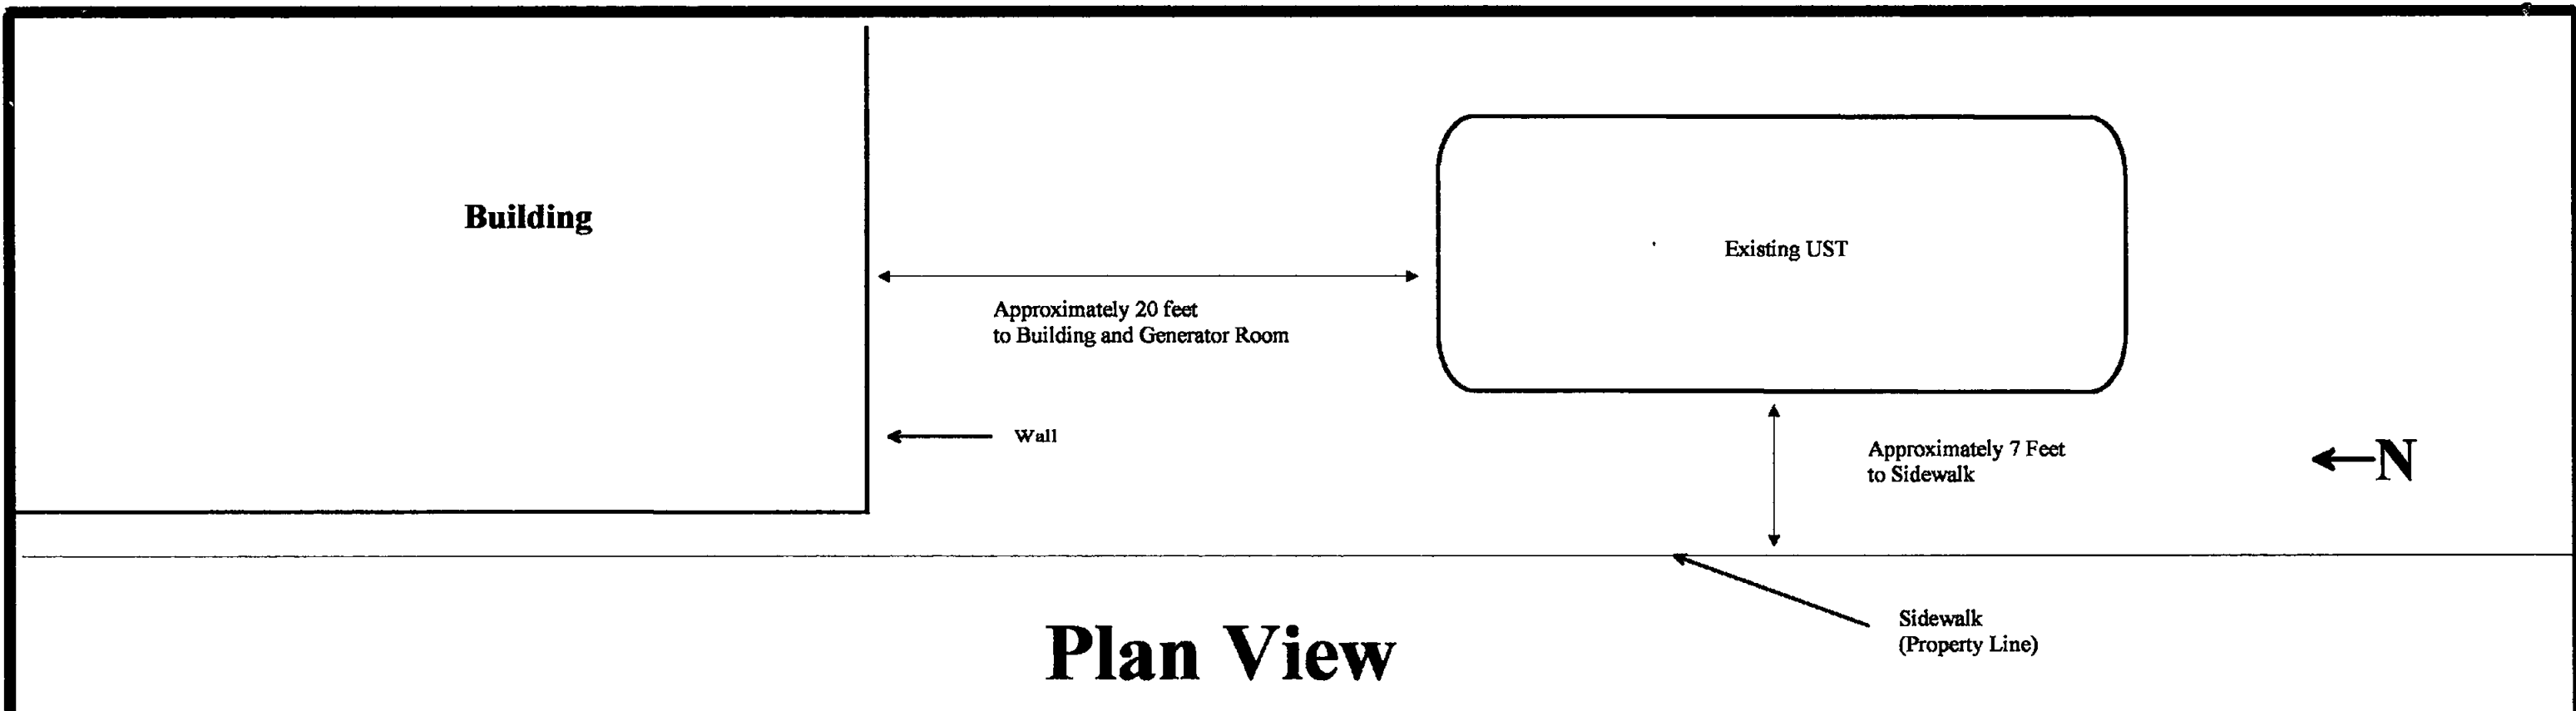 Building
Existing UST
Approximately 20 feet
to Building and Generator Room
Wall
Approximately 7 Feet
to Sidewalk
N
Sidewalk
(Property Line)
Plan View